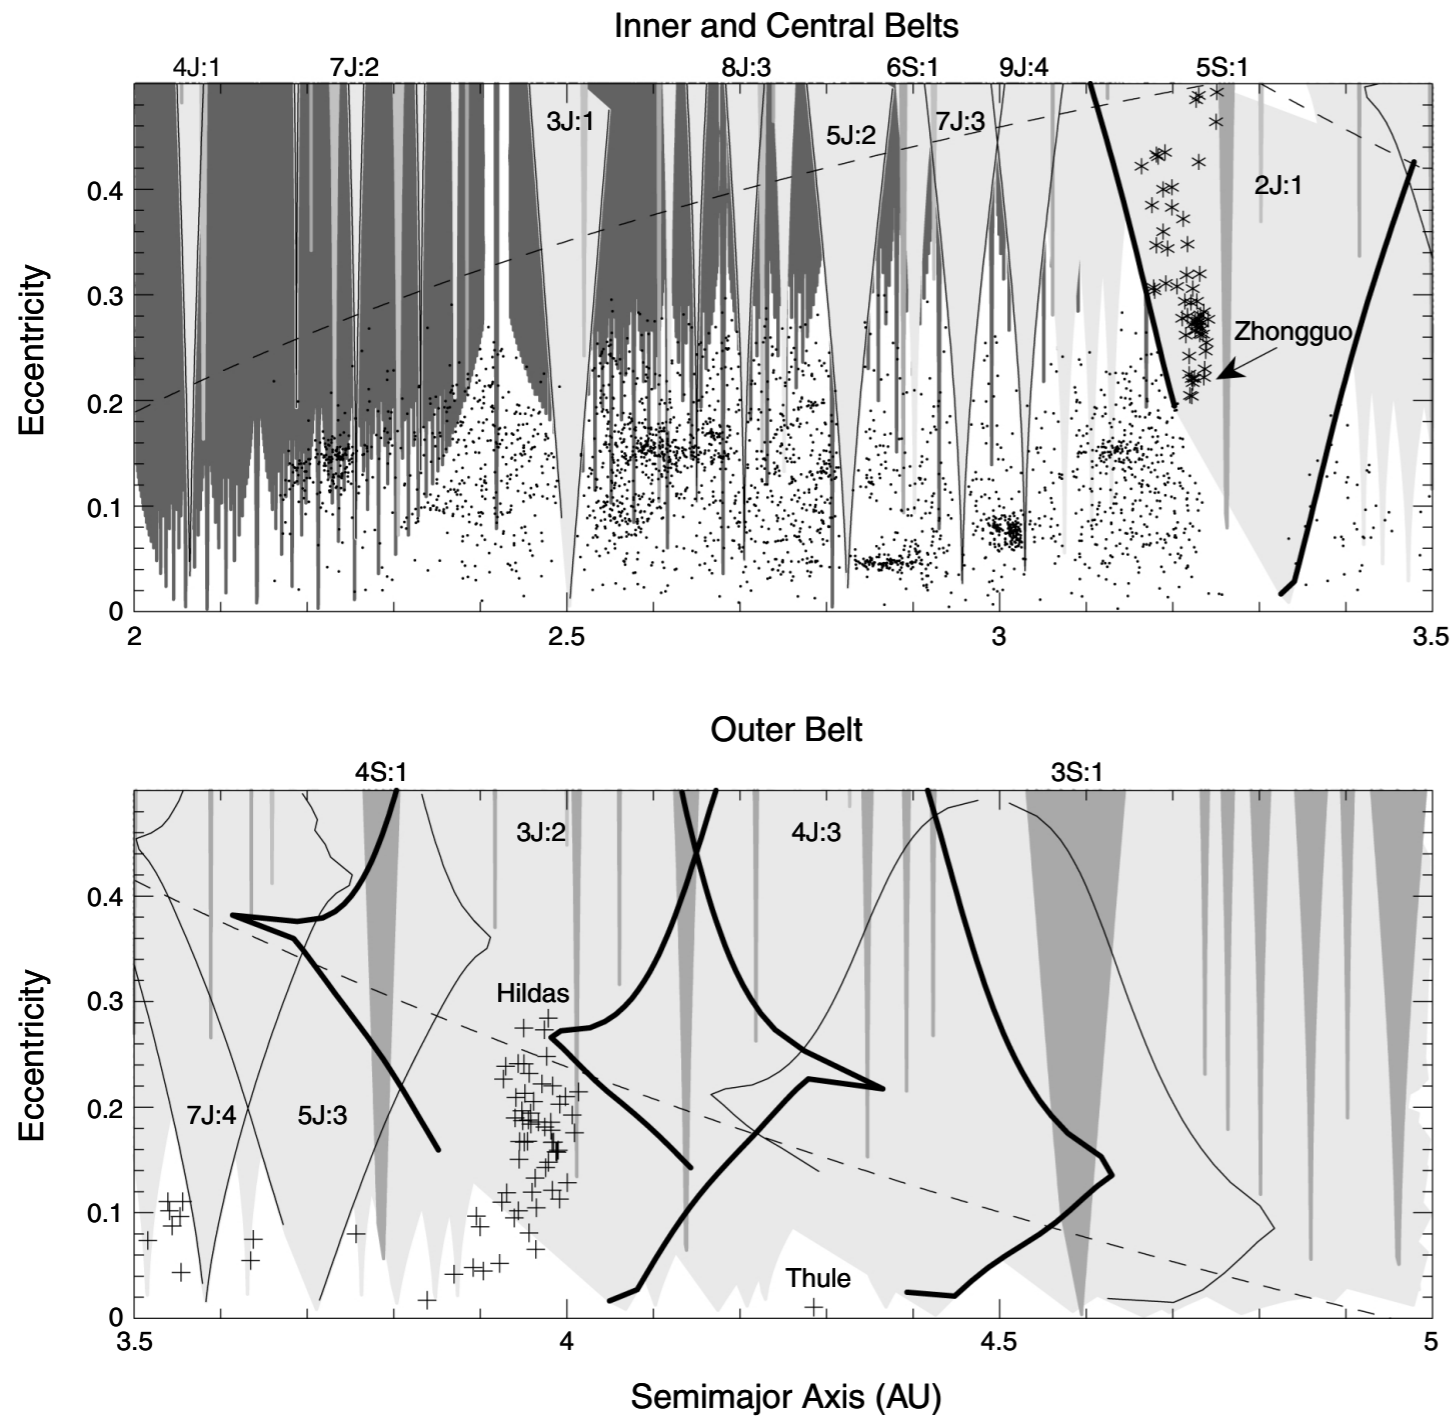 Inner and Central Belts
4J:1 7J:2 8J:3 6S:1 9J:4 5S:1
3J:1 5J:2 7J:3 2J:1
Zhongguo
Eccentricity
0.4
0.3
0.2
0.1
0
2 2.5 3 3.5
Outer Belt
4S:1 3S:1
3J:2 4J:3
Hildas
7J:4 5J:3
Thule
Eccentricity
0.4
0.3
0.2
0.1
0
3.5 4 4.5 5
Semimajor Axis (AU)